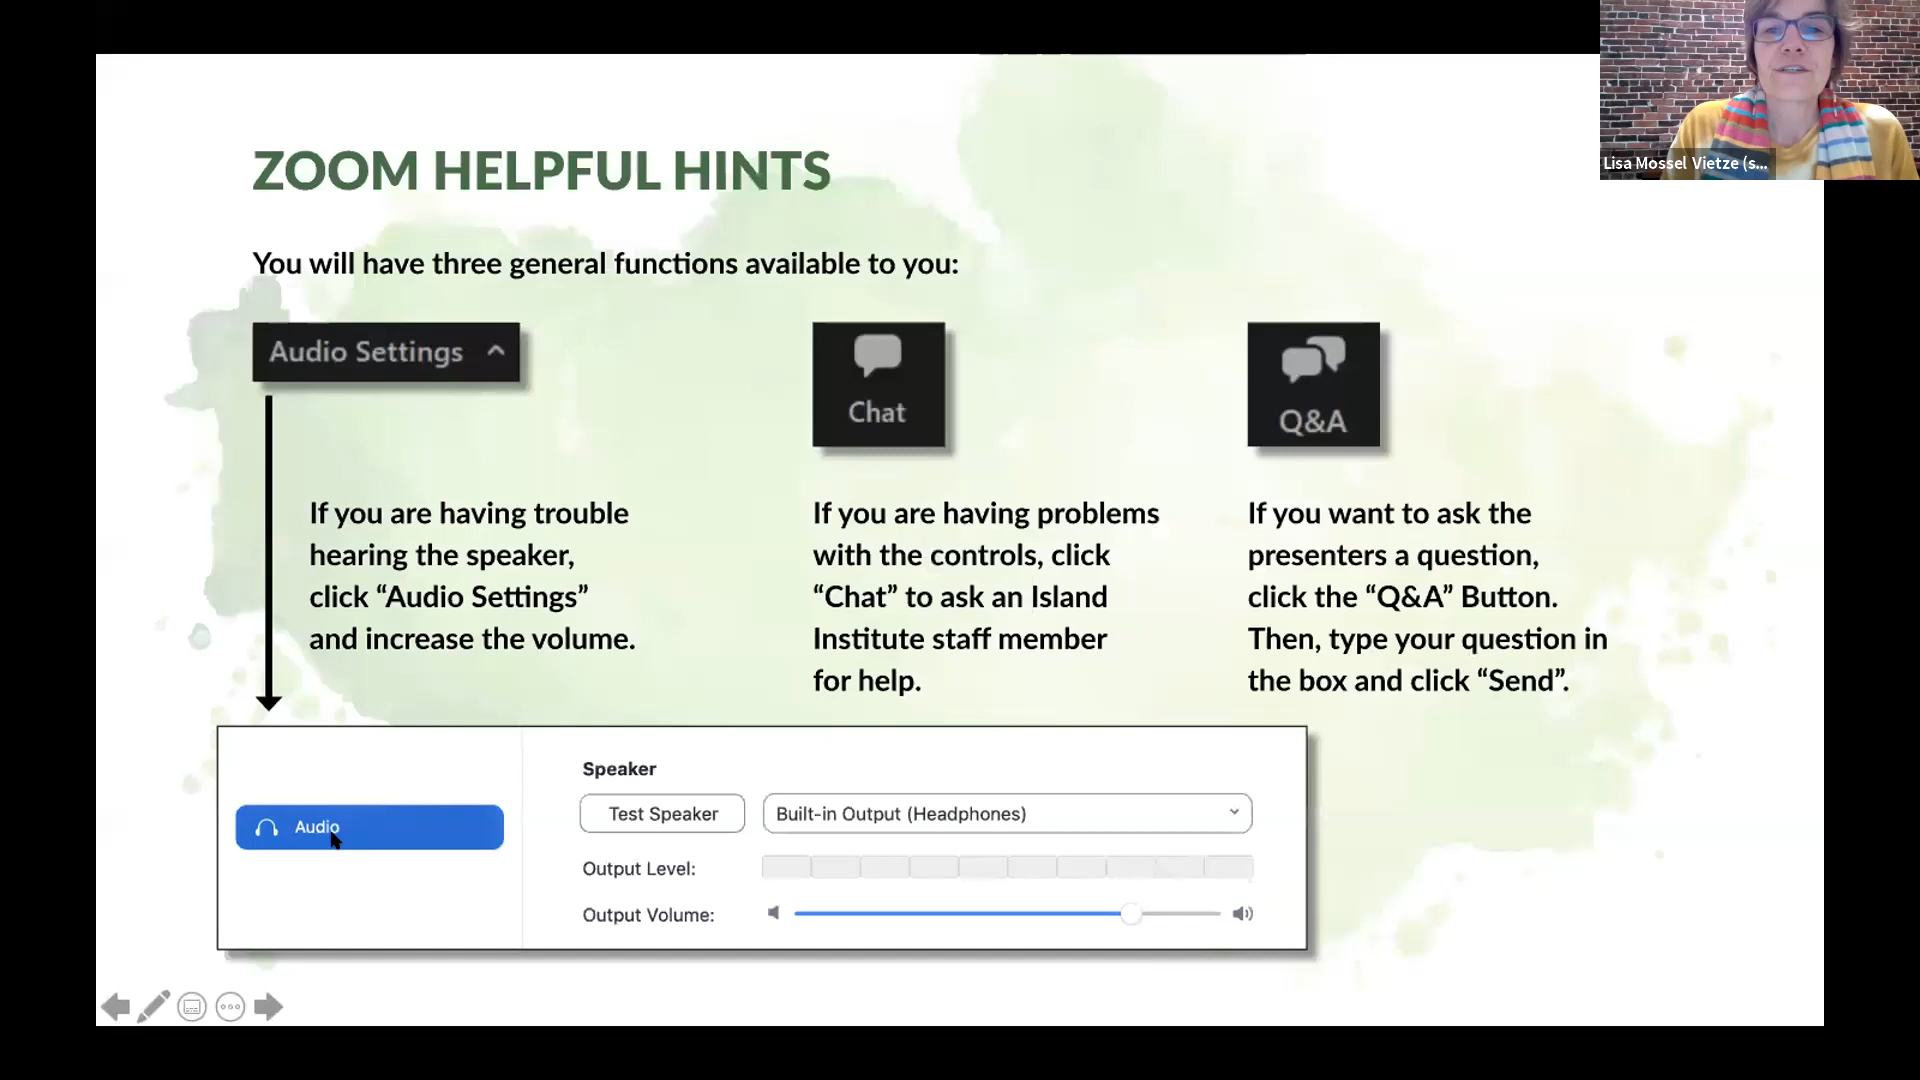 Lisa Mossel Vietze (s...
ZOOM HELPFUL HINTS
You will have three general functions available to you:
Audio Settings
If you are having trouble
hearing the speaker,
click “Audio Settings”
and increase the volume.
Chat
If you are having problems
with the controls, click
“Chat” to ask an Island
Institute staff member
for help.
Q&A
If you want to ask the
presenters a question,
click the “Q&A” Button.
Then, type your question in
the box and click “Send”.
Audio
Speaker
Test Speaker
Built-in Output (Headphones)
Output Level:
Output Volume: